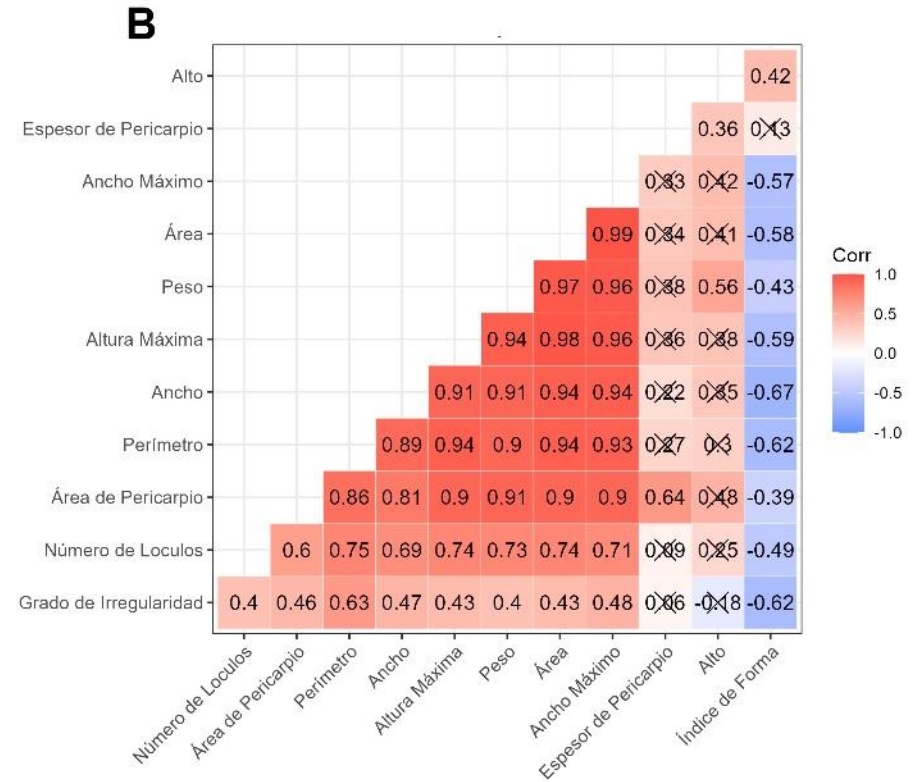 B
Alto 0.42
Espesor de Pericarpio 0.36 0.13
Ancho Máximo 0.33 0.42 -0.57
Área 0.99 0.34 0.41 -0.58
Peso 0.97 0.96 0.38 0.56 -0.43
Altura Máxima 0.94 0.98 0.96 0.36 0.38 -0.59
Ancho 0.91 0.91 0.94 0.94 0.22 0.35 -0.67
Perímetro 0.89 0.94 0.9 0.94 0.93 0.27 0.3 -0.62
Área de Pericarpio 0.86 0.81 0.9 0.91 0.9 0.9 0.64 0.48 -0.39
Número de Loculos 0.6 0.75 0.69 0.74 0.73 0.74 0.71 0.09 0.25 -0.49
Grado de Irregularidad 0.4 0.46 0.63 0.47 0.43 0.4 0.43 0.48 0.06 -0.18 -0.62
Número de Loculos
Área de Pericarpio
Perímetro
Ancho
Altura Máxima
Peso
Área
Ancho Máximo
Espesor de Pericarpio
Alto
Índice de Forma
Corr
1.0
0.5
0.0
-0.5
-1.0